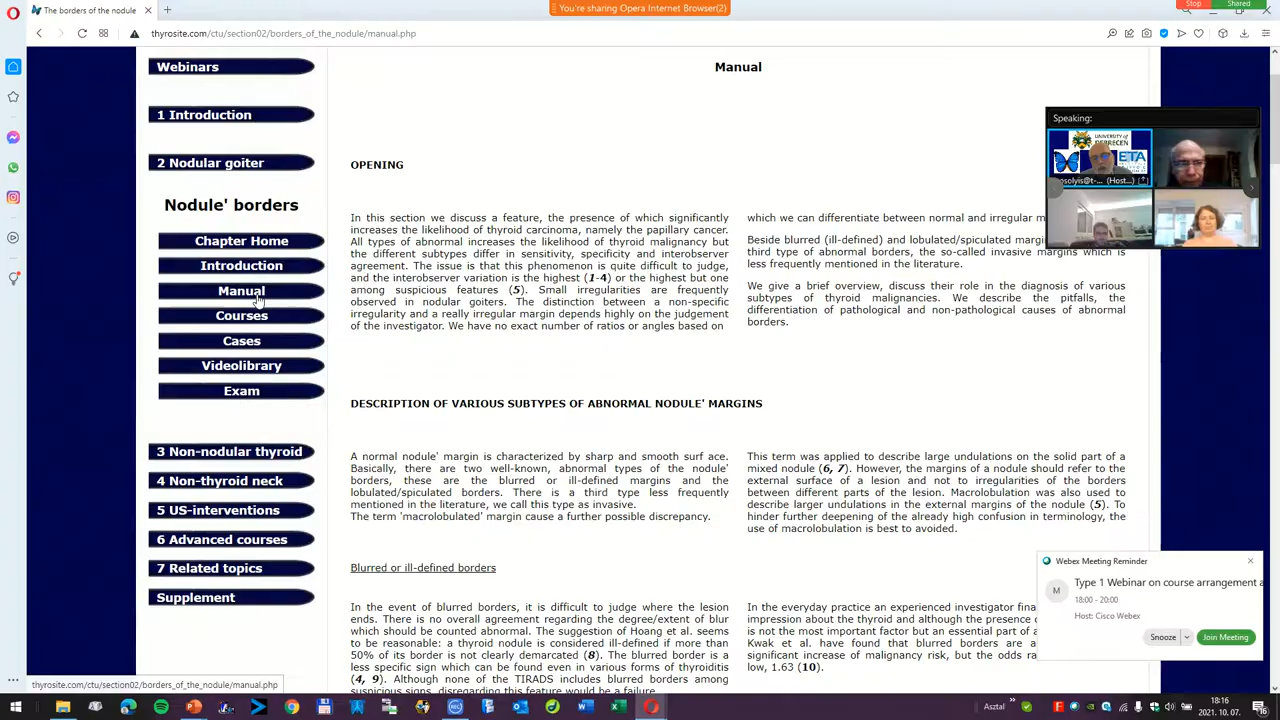 The borders of the nodule
You're sharing Opera Internet Browser(2)
Stop
Shared
thyrosite.com/ctu/section02/borders_of_the_nodule/manual.php
Webinars
1 Introduction
2 Nodular goiter
Nodule' borders
Chapter Home
Introduction
Manual
Courses
Cases
Videolibrary
Exam
3 Non-nodular thyroid
4 Non-thyroid neck
5 US-interventions
6 Advanced courses
7 Related topics
Supplement
Manual
OPENING
In this section we discuss a feature, the presence of which significantly
increases the likelihood of thyroid carcinoma, namely the papillary cancer.
All types of abnormal increases the likelihood of thyroid malignancy but
the different subtypes differ in sensitivity, specificity and interobserver
agreement. The issue is that this phenomenon is quite difficult to judge,
and the interobserver variation is the highest (1-4) or the highest but one
among suspicious features (5). Small irregularities are frequently
observed in nodular goiters. The distinction between a non-specific
irregularity and a really irregular margin depends highly on the judgement
of the investigator. We have no exact number of ratios or angles based on
which we can differentiate between normal and irregular m
Beside blurred (ill-defined) and lobulated/spiculated margi
third type of abnormal borders, the so-called invasive margins which is
less frequently mentioned in the literature.
We give a brief overview, discuss their role in the diagnosis of various
subtypes of thyroid malignancies. We describe the pitfalls, the
differentiation of pathological and non-pathological causes of abnormal
borders.
DESCRIPTION OF VARIOUS SUBTYPES OF ABNORMAL NODULE' MARGINS
A normal nodule' margin is characterized by sharp and smooth surf ace.
Basically, there are two well-known, abnormal types of the nodule'
borders, these are the blurred or ill-defined margins and the
lobulated/spiculated borders. There is a third type less frequently
mentioned in the literature, we call this type as invasive.
The term 'macrolobulated' margin cause a further possible discrepancy.
This term was applied to describe large undulations on the solid part of a
mixed nodule (6, 7). However, the margins of a nodule should refer to the
external surface of a lesion and not to irregularities of the borders
between different parts of the lesion. Macrolobulation was also used to
describe larger undulations in the external margins of the nodule (5). To
hinder further deepening of the already high confusion in terminology, the
use of macrolobulation is best to avoided.
Blurred or ill-defined borders
In the event of blurred borders, it is difficult to judge where the lesion
ends. There is no overall agreement regarding the degree/extent of blur
which should be counted abnormal. The suggestion of Hoang et al. seems
to be reasonable: a thyroid nodule is considered ill-defined if more than
50% of its border is not clearly demarcated (8). The blurred border is a
less specific sign which can be found even in various forms of thyroiditis
(4, 9). Although none of the TIRADS includes blurred borders among
suspicious signs, disregarding this feature would be a failure.
In the everyday practice an experienced investigator fina
impression about the thyroid and although the presence o
is not the most important factor but an essential part of a
Kwak et al. have found that blurred borders are a
significant increase of malignancy risk, but the odds ra
low, 1.63 (10).
Speaking:
UNIVERSITY of
DEBRECEN
ETA
(Host...)
Webex Meeting Reminder
M
Type 1 Webinar on course arrangement a
18:00 - 20:00
Host: Cisco Webex
Snooze
Join Meeting
thyrosite.com/ctu/section02/borders_of_the_nodule/manual.php
Asztal
18:16
2021. 10. 07.